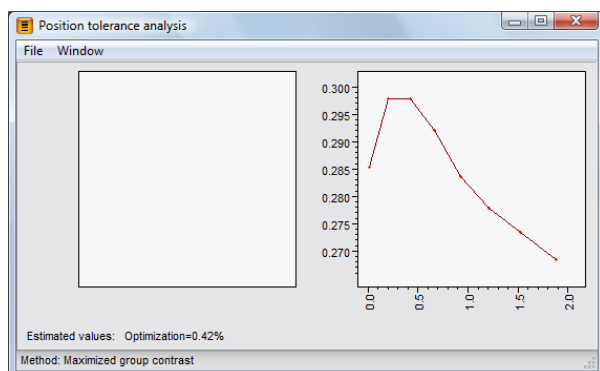 Position tolerance analysis
File Window
0.300
0.295
0.290
0.285
0.280
0.275
0.270
0.0 0.5 1.0 1.5 2.0
Estimated values: Optimization=0.42%
Method: Maximized group contrast